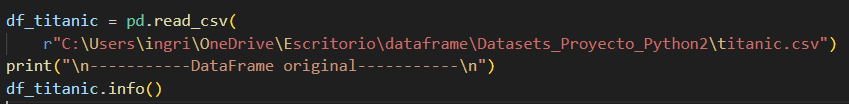 df_titanic = pd.read_csv(
    r"C:\Users\ingri\OneDrive\Escritorio\dataframe\Datasets_Proyecto_Python2\titanic.csv")
print("\n-----------DataFrame original-----------\n")
df_titanic.info()